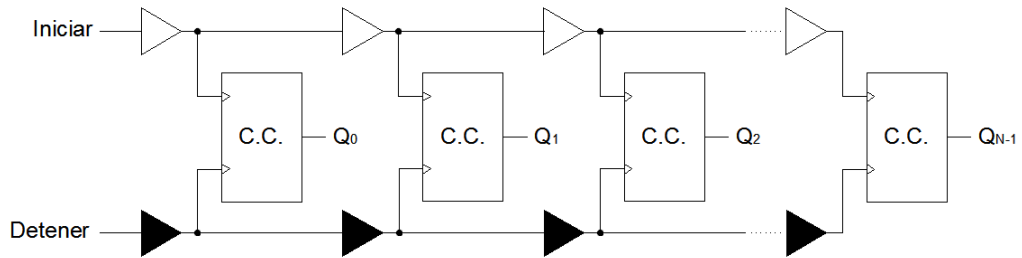 Iniciar
C.C. Q0 C.C. Q1 C.C. Q2 C.C. QN-1
Detener